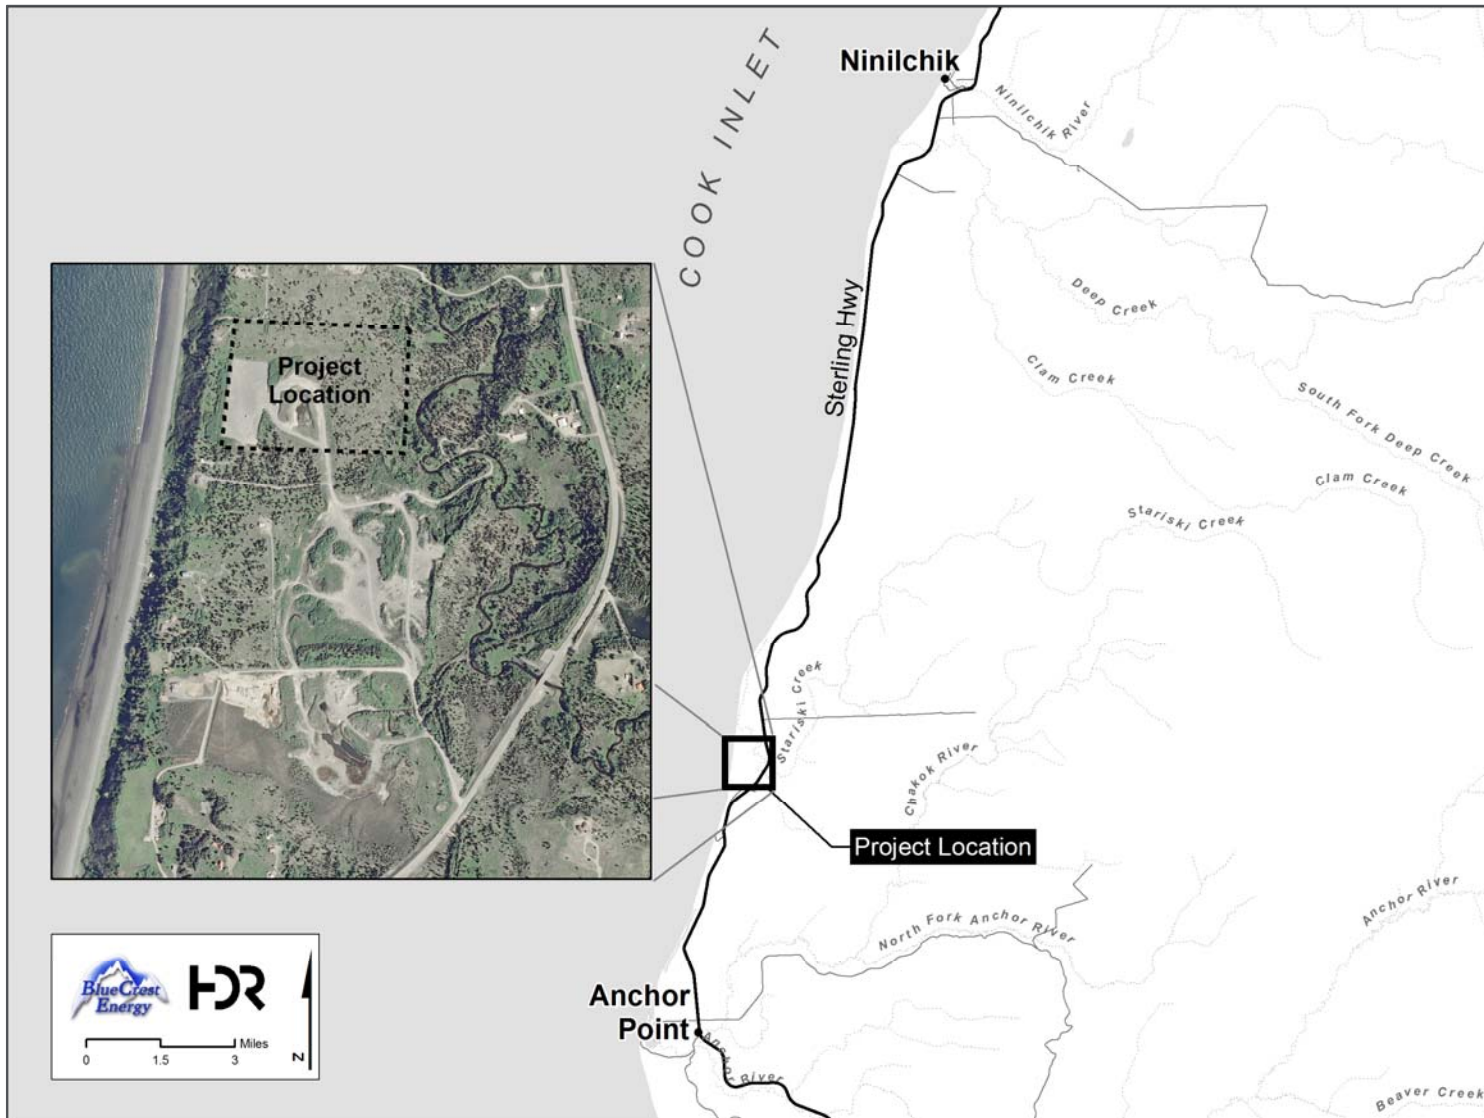 Ninilchik
COOK INLET
Ninilchik River
Sterling Hwy
Deep Creek
Clam Creek
South Fork Deep Creek
Clam Creek
Stariski Creek
Project
Location
Stariski Creek
Chakok River
Project Location
Anchor River
North Fork Anchor River
Anchor
Point
Anchor River
Beaver Creek
BlueCrest
Energy
HDR
Miles
0
1.5
3
N